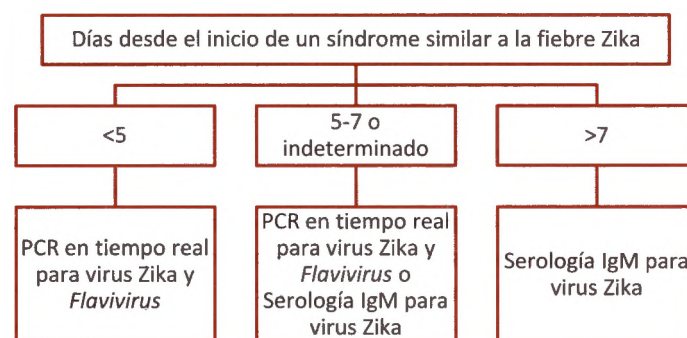 Días desde el inicio de un síndrome similar a la fiebre Zika
<5
5-7 o
indeterminado
>7
PCR en tiempo real
para virus Zika y
Flavivirus
PCR en tiempo real
para virus Zika y
Flavivirus o
Serología IgM para
virus Zika
Serología IgM para
virus Zika